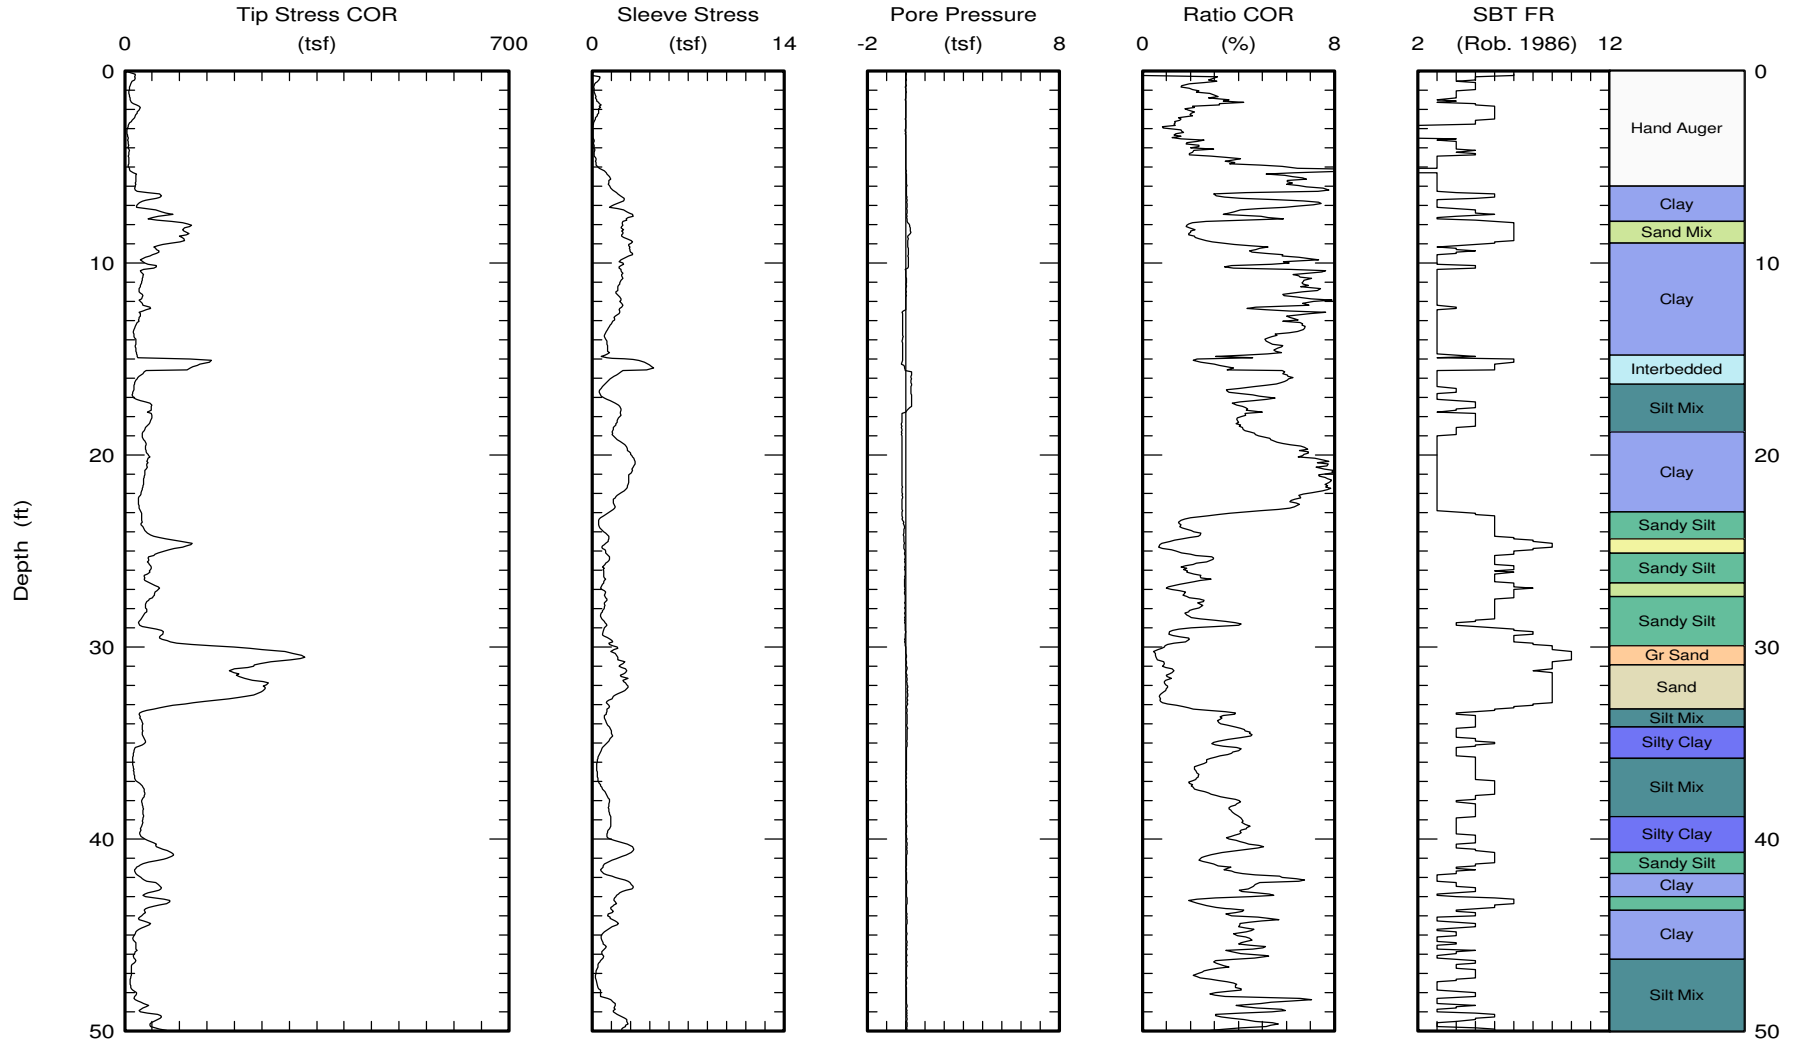 Tip Stress COR Sleeve Stress Pore Pressure Ratio COR SBT FR
0 (tsf) 700 0 (tsf) 14 -2 (tsf) 8 0 (%) 8 2 (Rob. 1986) 12
0 0
Hand Auger
Clay
Sand Mix
10 10
Clay
Interbedded
Silt Mix
20 20
Clay
Depth (ft)
Sandy Silt
Sandy Silt
Sandy Silt
30 30
Gr Sand
Sand
Silt Mix
Silty Clay
Silt Mix
Silty Clay
40 40
Sandy Silt
Clay
Clay
Silt Mix
50 50